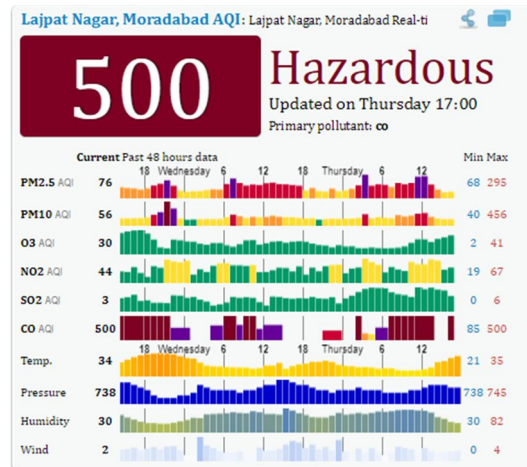 Lajpat Nagar, Moradabad AQI: Lajpat Nagar, Moradabad Real-ti
500
Hazardous
Updated on Thursday 17:00
Primary pollutant: co
Current Past 48 hours data Min Max
18 Wednesday 6 12 18 Thursday 6 12
PM2.5 AQI 76 68 295
PM10 AQI 56 40 456
O3 AQI 30 2 41
NO2 AQI 44 19 67
SO2 AQI 3 0 6
CO AQI 500 85 500
18 Wednesday 6 12 18 Thursday 6 12
Temp. 34 21 35
Pressure 738 738 745
Humidity 30 30 82
Wind 2 0 4